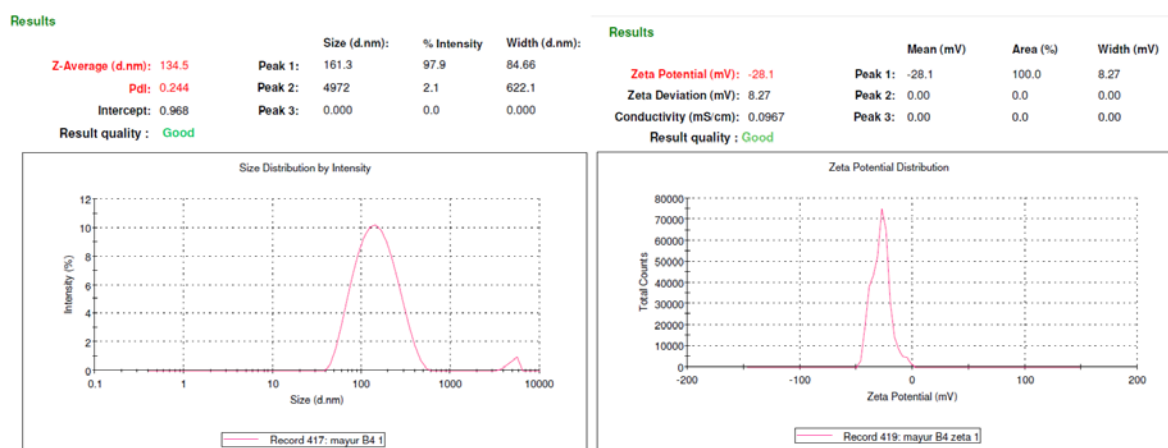 Results
Size (d.nm): % Intensity Width (d.nm):
Z-Average (d.nm): 134.5 Peak 1: 161.3 97.9 84.66
PdI: 0.244 Peak 2: 4972 2.1 622.1
Intercept: 0.968 Peak 3: 0.000 0.0 0.000
Result quality : Good
Size Distribution by Intensity
Intensity (%)
12
10
8
6
4
2
0
0.1 1 10 100 1000 10000
Size (d.nm)
Record 417: mayur B4 1
Results
Mean (mV) Area (%) Width (mV)
Zeta Potential (mV): -28.1 Peak 1: -28.1 100.0 8.27
Zeta Deviation (mV): 8.27 Peak 2: 0.00 0.0 0.00
Conductivity (mS/cm): 0.0967 Peak 3: 0.00 0.0 0.00
Result quality : Good
Zeta Potential Distribution
Total Counts
80000
70000
60000
50000
40000
30000
20000
10000
0
-200 -100 0 100 200
Zeta Potential (mV)
Record 419: mayur B4 zeta 1